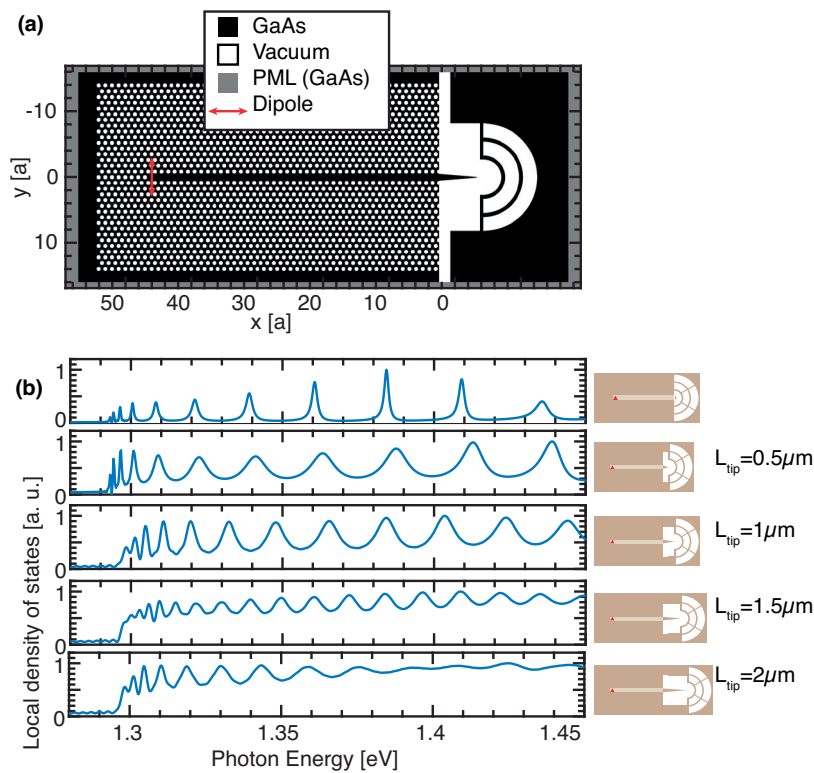 (a)
GaAs
Vacuum
PML (GaAs)
Dipole
y [a]
-10
0
10
50 40 30 20 10 0
x [a]
(b)
Local density of states [a. u.]
1
0
1
0
L_tip=0.5µm
1
0
L_tip=1µm
1
0
L_tip=1.5µm
1
0
L_tip=2µm
1.3 1.35 1.4 1.45
Photon Energy [eV]